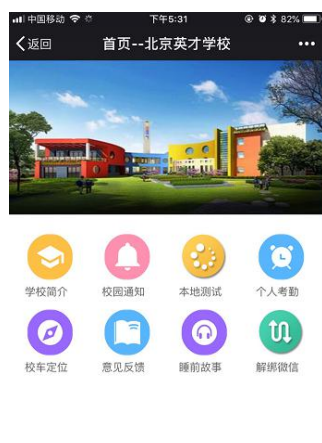 中国移动 下午5:31 82%
返回 首页--北京英才学校
学校简介 校园通知 本地测试 个人考勤
校车定位 意见反馈 睡前故事 解绑微信